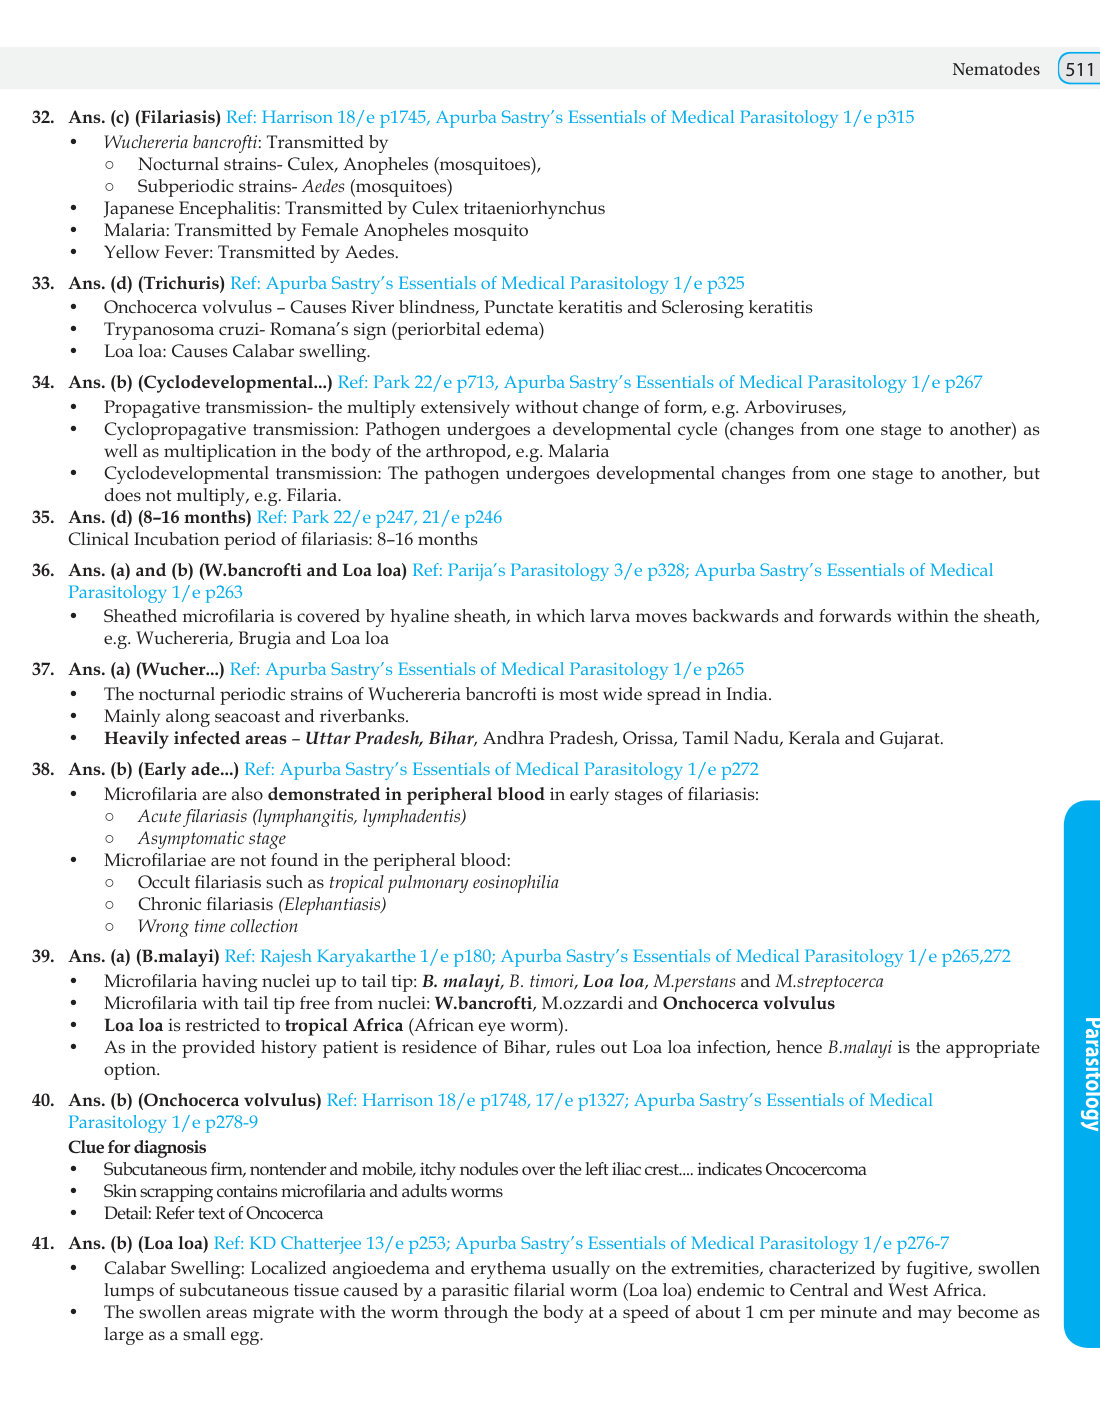 Nematodes 511
32. Ans. (c) (Filariasis) Ref: Harrison 18/e p1745, Apurba Sastry's Essentials of Medical Parasitology 1/e p315
• Wuchereria bancrofti: Transmitted by
○ Nocturnal strains- Culex, Anopheles (mosquitoes),
○ Subperiodic strains- Aedes (mosquitoes)
• Japanese Encephalitis: Transmitted by Culex tritaeniorhynchus
• Malaria: Transmitted by Female Anopheles mosquito
• Yellow Fever: Transmitted by Aedes.
33. Ans. (d) (Trichuris) Ref: Apurba Sastry's Essentials of Medical Parasitology 1/e p325
• Onchocerca volvulus – Causes River blindness, Punctate keratitis and Sclerosing keratitis
• Trypanosoma cruzi- Romana's sign (periorbital edema)
• Loa loa: Causes Calabar swelling.
34. Ans. (b) (Cyclodevelopmental...) Ref: Park 22/e p713, Apurba Sastry's Essentials of Medical Parasitology 1/e p267
• Propagative transmission- the multiply extensively without change of form, e.g. Arboviruses,
• Cyclopropagative transmission: Pathogen undergoes a developmental cycle (changes from one stage to another) as
well as multiplication in the body of the arthropod, e.g. Malaria
• Cyclodevelopmental transmission: The pathogen undergoes developmental changes from one stage to another, but
does not multiply, e.g. Filaria.
35. Ans. (d) (8–16 months) Ref: Park 22/e p247, 21/e p246
Clinical Incubation period of filariasis: 8–16 months
36. Ans. (a) and (b) (W.bancrofti and Loa loa) Ref: Parija's Parasitology 3/e p328; Apurba Sastry's Essentials of Medical
Parasitology 1/e p263
• Sheathed microfilaria is covered by hyaline sheath, in which larva moves backwards and forwards within the sheath,
e.g. Wuchereria, Brugia and Loa loa
37. Ans. (a) (Wucher...) Ref: Apurba Sastry's Essentials of Medical Parasitology 1/e p265
• The nocturnal periodic strains of Wuchereria bancrofti is most wide spread in India.
• Mainly along seacoast and riverbanks.
• Heavily infected areas – Uttar Pradesh, Bihar, Andhra Pradesh, Orissa, Tamil Nadu, Kerala and Gujarat.
38. Ans. (b) (Early ade...) Ref: Apurba Sastry's Essentials of Medical Parasitology 1/e p272
• Microfilaria are also demonstrated in peripheral blood in early stages of filariasis:
○ Acute filariasis (lymphangitis, lymphadentis)
○ Asymptomatic stage
• Microfilariae are not found in the peripheral blood:
○ Occult filariasis such as tropical pulmonary eosinophilia
○ Chronic filariasis (Elephantiasis)
○ Wrong time collection
39. Ans. (a) (B.malayi) Ref: Rajesh Karyakarthe 1/e p180; Apurba Sastry's Essentials of Medical Parasitology 1/e p265,272
• Microfilaria having nuclei up to tail tip: B. malayi, B. timori, Loa loa, M.perstans and M.streptocerca
• Microfilaria with tail tip free from nuclei: W.bancrofti, M.ozzardi and Onchocerca volvulus
• Loa loa is restricted to tropical Africa (African eye worm).
• As in the provided history patient is residence of Bihar, rules out Loa loa infection, hence B.malayi is the appropriate
option.
40. Ans. (b) (Onchocerca volvulus) Ref: Harrison 18/e p1748, 17/e p1327; Apurba Sastry's Essentials of Medical
Parasitology 1/e p278-9
Clue for diagnosis
• Subcutaneous firm, nontender and mobile, itchy nodules over the left iliac crest.... indicates Oncocercoma
• Skin scrapping contains microfilaria and adults worms
• Detail: Refer text of Oncocerca
41. Ans. (b) (Loa loa) Ref: KD Chatterjee 13/e p253; Apurba Sastry's Essentials of Medical Parasitology 1/e p276-7
• Calabar Swelling: Localized angioedema and erythema usually on the extremities, characterized by fugitive, swollen
lumps of subcutaneous tissue caused by a parasitic filarial worm (Loa loa) endemic to Central and West Africa.
• The swollen areas migrate with the worm through the body at a speed of about 1 cm per minute and may become as
large as a small egg.
Parasitology